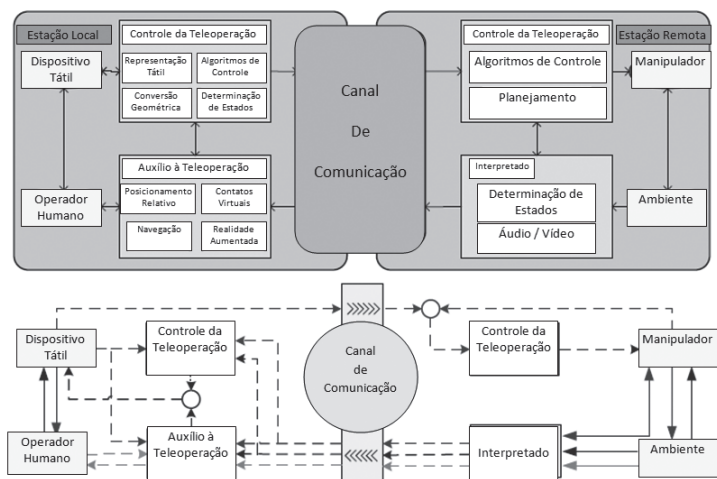 Estação Local
Controle da Teleoperação
Dispositivo
Tátil
Representação
Tátil
Algoritmos de
Controle
Conversão
Geométrica
Determinação
de Estados
Auxílio à Teleoperação
Operador
Humano
Posicionamento
Relativo
Contatos
Virtuais
Navegação
Realidade
Aumentada
Canal
De
Comunicação
Controle da Teleoperação
Estação Remota
Algoritmos de Controle
Planejamento
Manipulador
Interpretado
Determinação de
Estados
Áudio / Vídeo
Ambiente
Dispositivo
Tátil
Controle da
Teleoperação
Canal
de
Comunicação
Controle da
Teleoperação
Manipulador
Operador
Humano
Auxílio à
Teleoperação
Interpretado
Ambiente